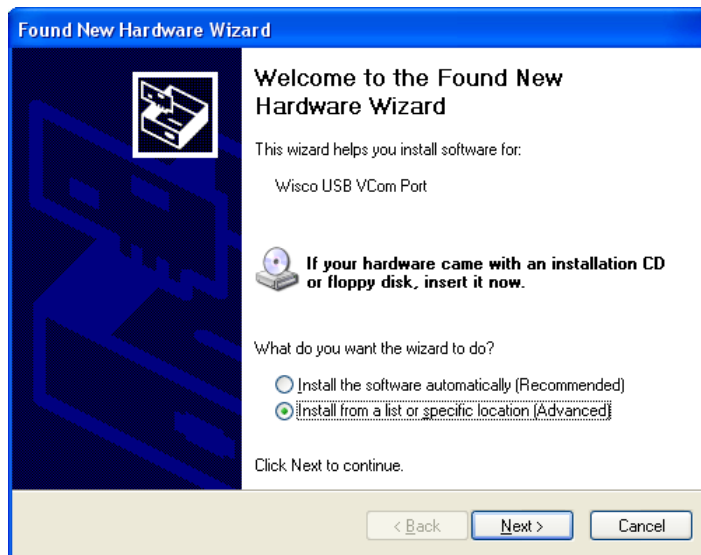 Found New Hardware Wizard
Welcome to the Found New
Hardware Wizard
This wizard helps you install software for:
Wisco USB VCom Port
If your hardware came with an installation CD
or floppy disk, insert it now.
What do you want the wizard to do?
Install the software automatically (Recommended)
Install from a list or specific location (Advanced)
Click Next to continue.
< Back
Next >
Cancel